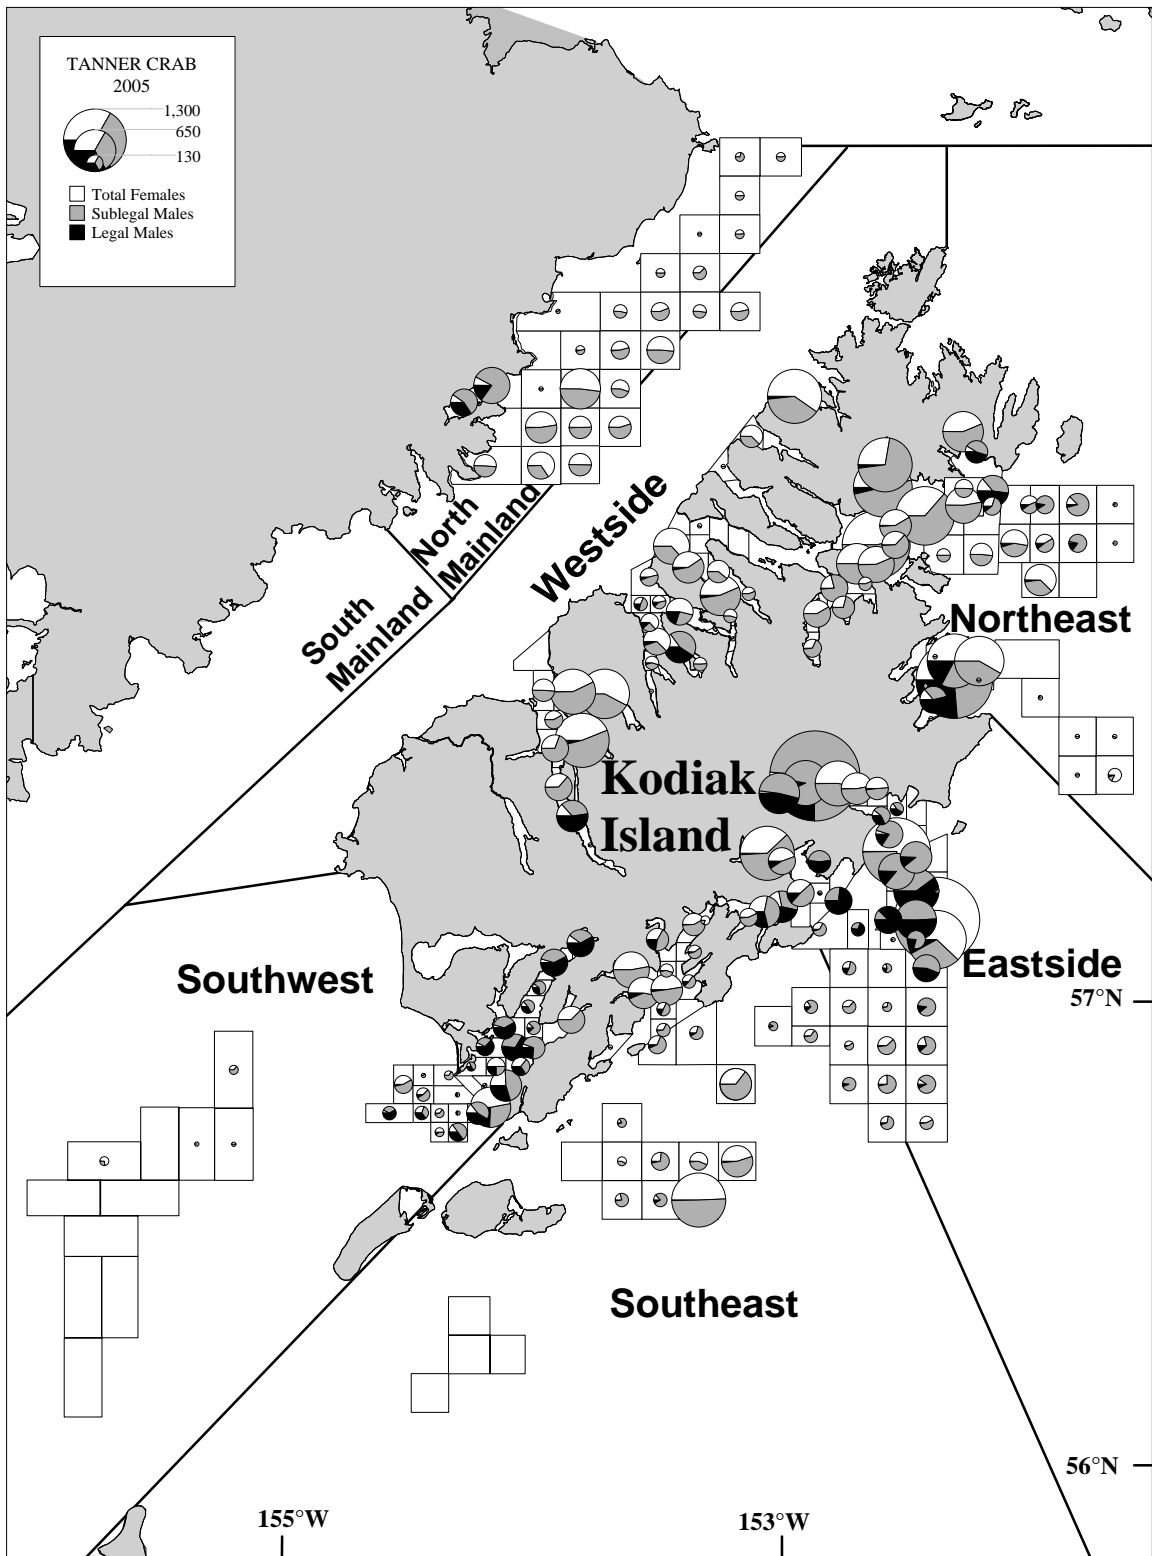 TANNER CRAB
2005
1,300
650
130
Total Females
Sublegal Males
Legal Males
North
Mainland
South
Mainland
Westside
Northeast
Kodiak
Island
Southwest
Eastside
57°N
Southeast
56°N
155°W
153°W